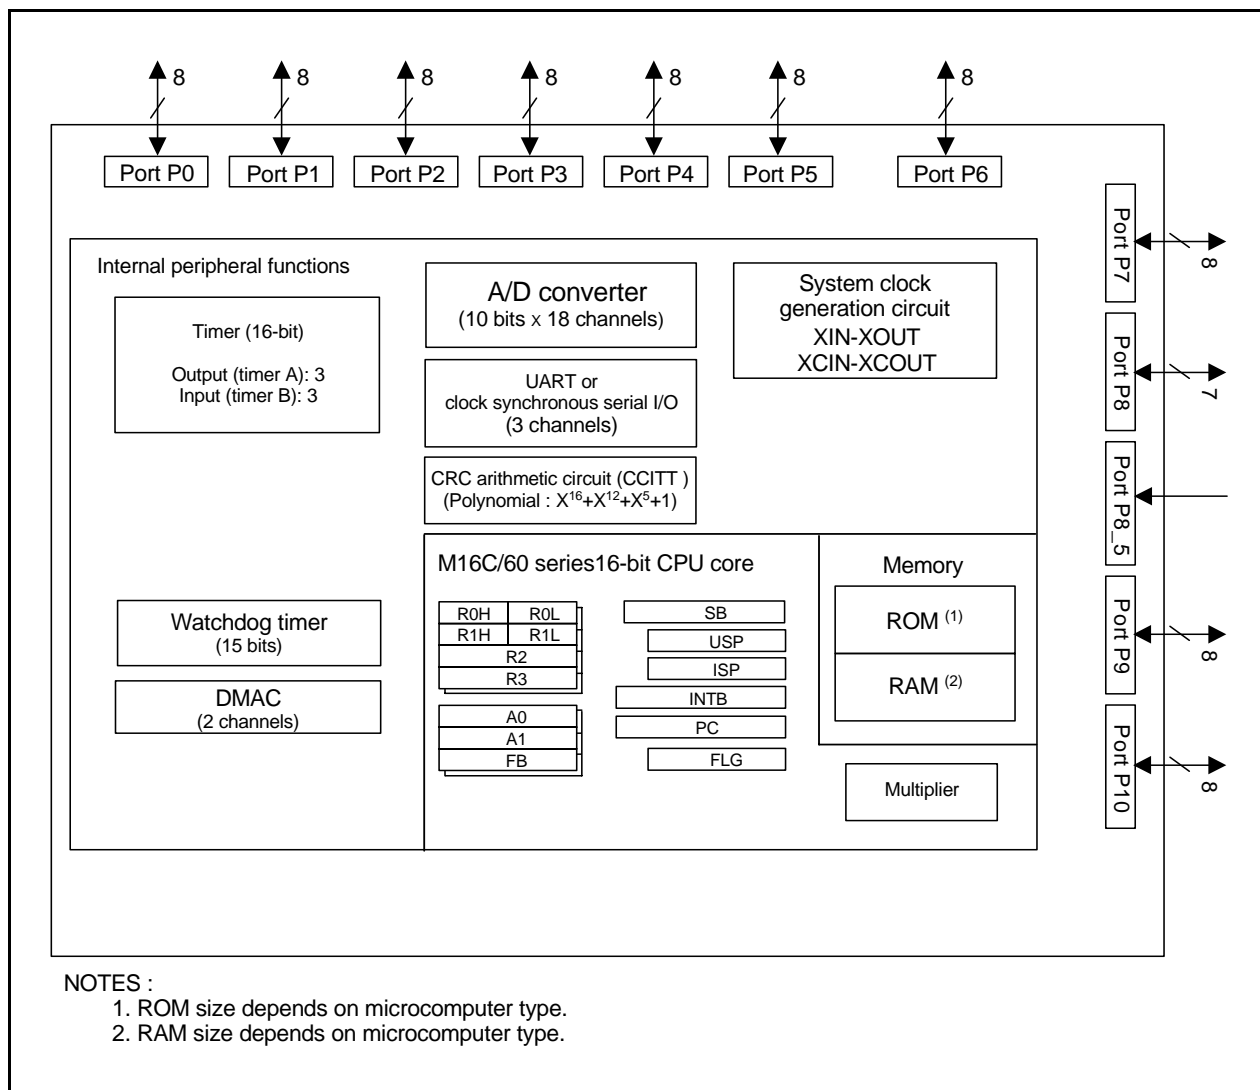 8
8
8
8
8
8
8
Port P0
Port P1
Port P2
Port P3
Port P4
Port P5
Port P6
Port P7
8
Port P8
7
Port P8_5
Port P9
8
Port P10
8
Internal peripheral functions
Timer (16-bit)
Output (timer A): 3
Input (timer B): 3
A/D converter
(10 bits x 18 channels)
UART or
clock synchronous serial I/O
(3 channels)
CRC arithmetic circuit (CCITT )
(Polynomial : X¹⁶+X¹²+X⁵+1)
System clock
generation circuit
XIN-XOUT
XCIN-XCOUT
Watchdog timer
(15 bits)
DMAC
(2 channels)
M16C/60 series16-bit CPU core
R0H
R0L
R1H
R1L
R2
R3
A0
A1
FB
SB
USP
ISP
INTB
PC
FLG
Memory
ROM (1)
RAM (2)
Multiplier
NOTES :
1. ROM size depends on microcomputer type.
2. RAM size depends on microcomputer type.